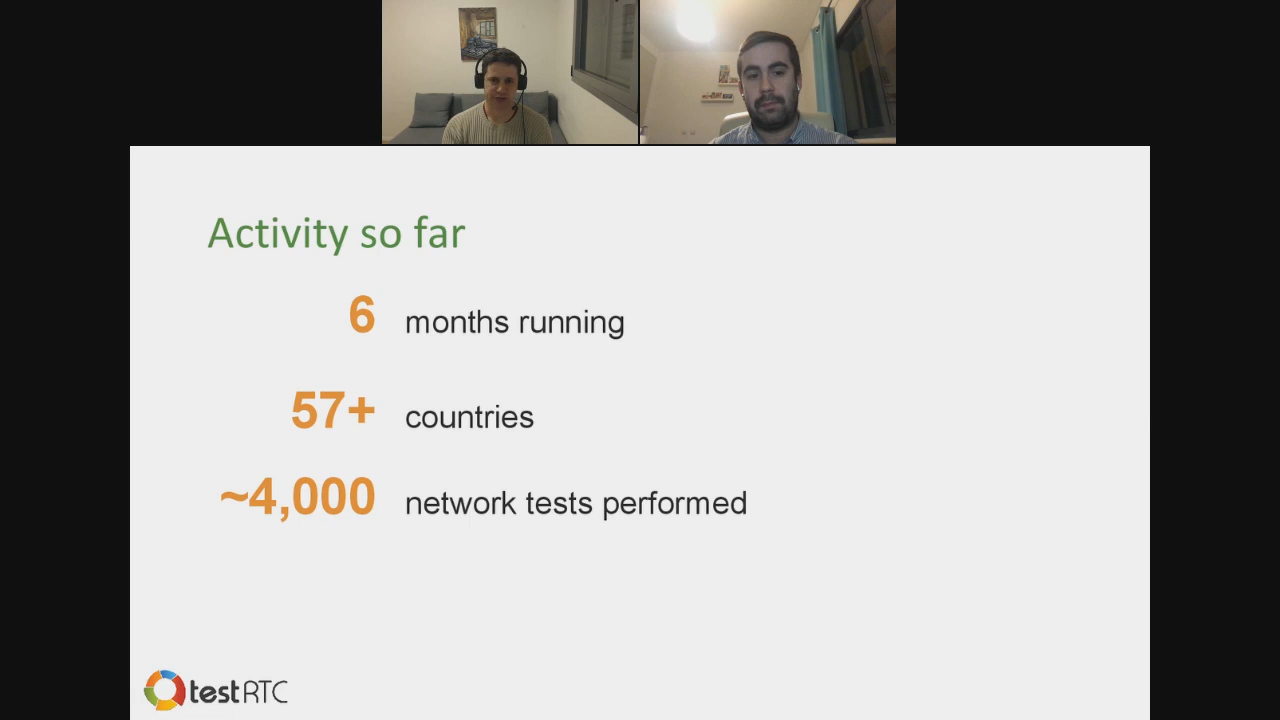 Activity so far
6 months running
57+ countries
~4,000 network tests performed
testRTC